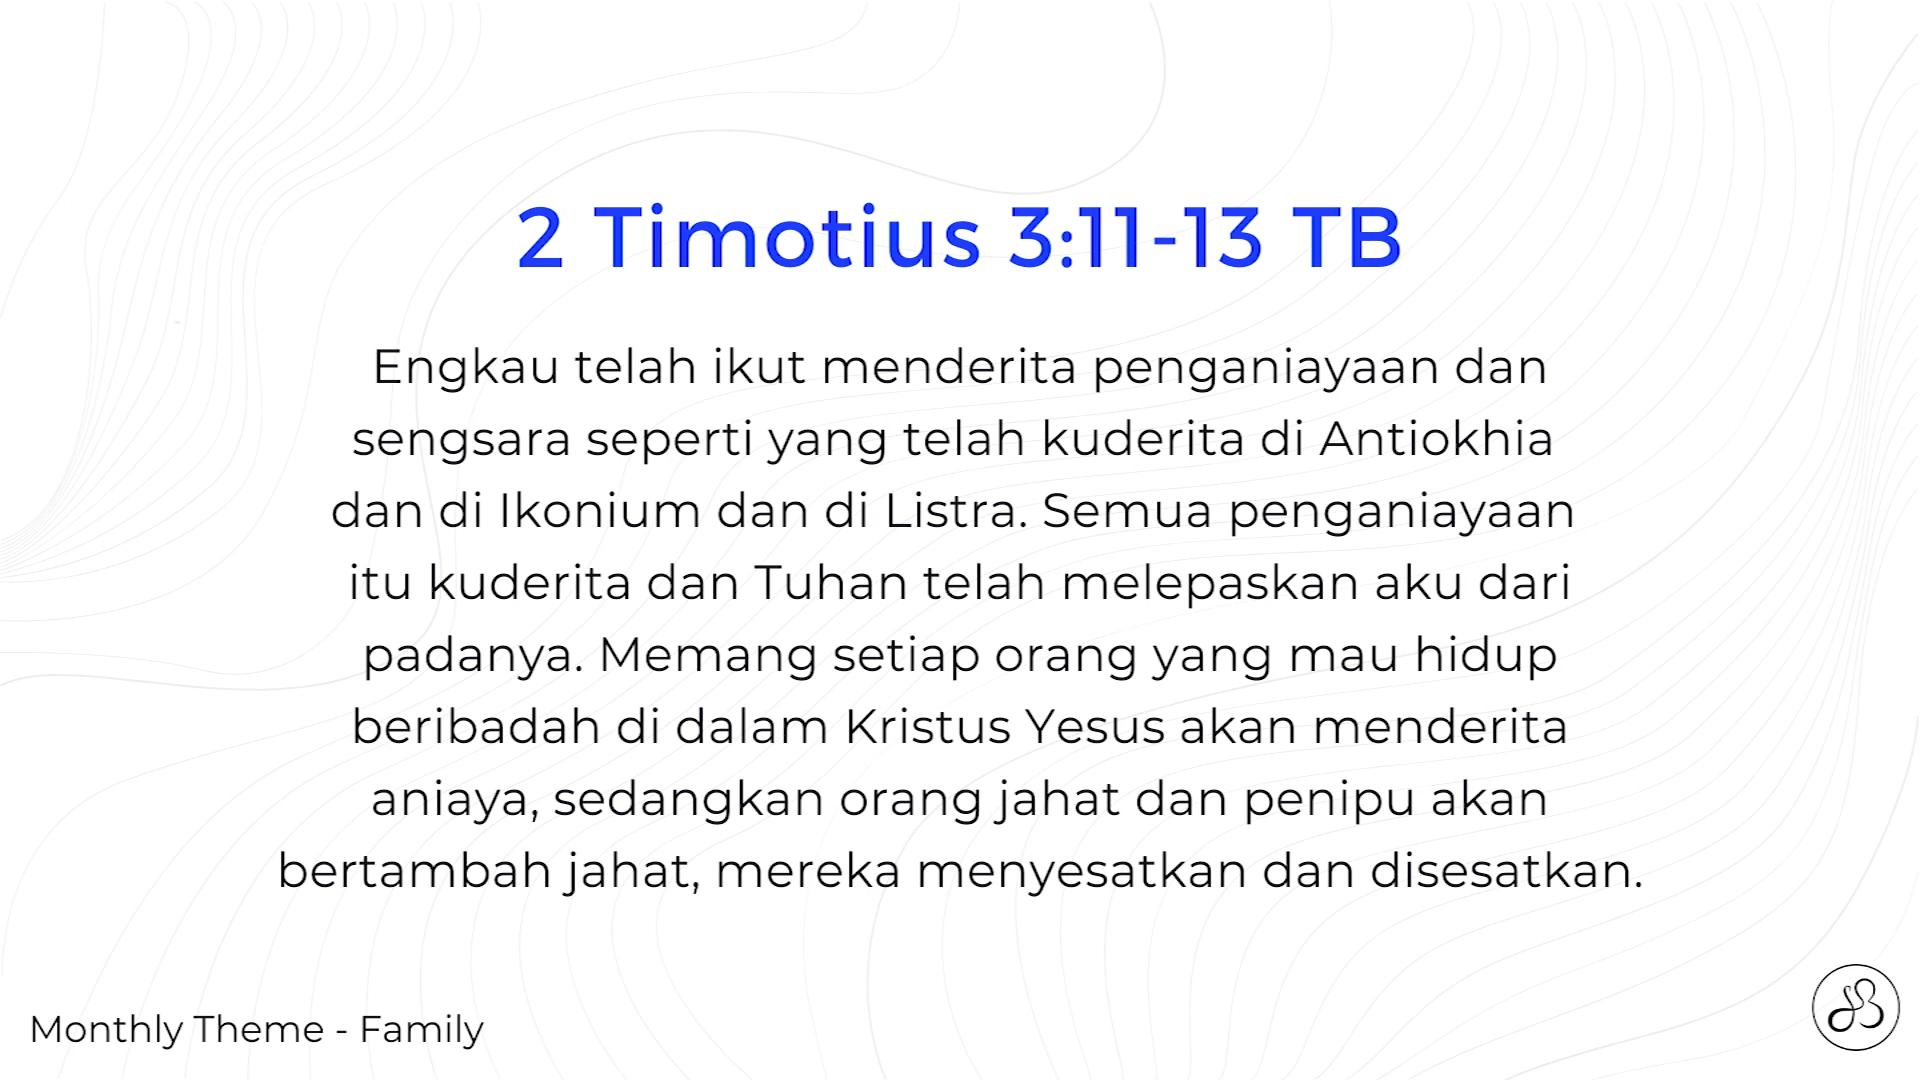 2 Timotius 3:11-13 TB
Engkau telah ikut menderita penganiayaan dan
sengsara seperti yang telah kuderita di Antiokhia
dan di Ikonium dan di Listra. Semua penganiayaan
itu kuderita dan Tuhan telah melepaskan aku dari
padanya. Memang setiap orang yang mau hidup
beribadah di dalam Kristus Yesus akan menderita
aniaya, sedangkan orang jahat dan penipu akan
bertambah jahat, mereka menyesatkan dan disesatkan.
Monthly Theme - Family